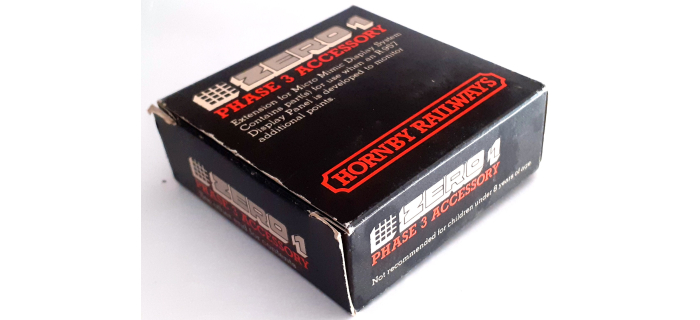 ZERO 1
PHASE 3 ACCESSORY
Extension for Micro Mimic Display System
Contains part(s) for use when an R.957
Display Panel is developed to monitor
additional points.
HORNBY RAILWAYS
ZERO 1
PHASE 3 ACCESSORY
ZERO 1
PHASE 3 ACCESSORY
Not recommended for children under 8 years of age